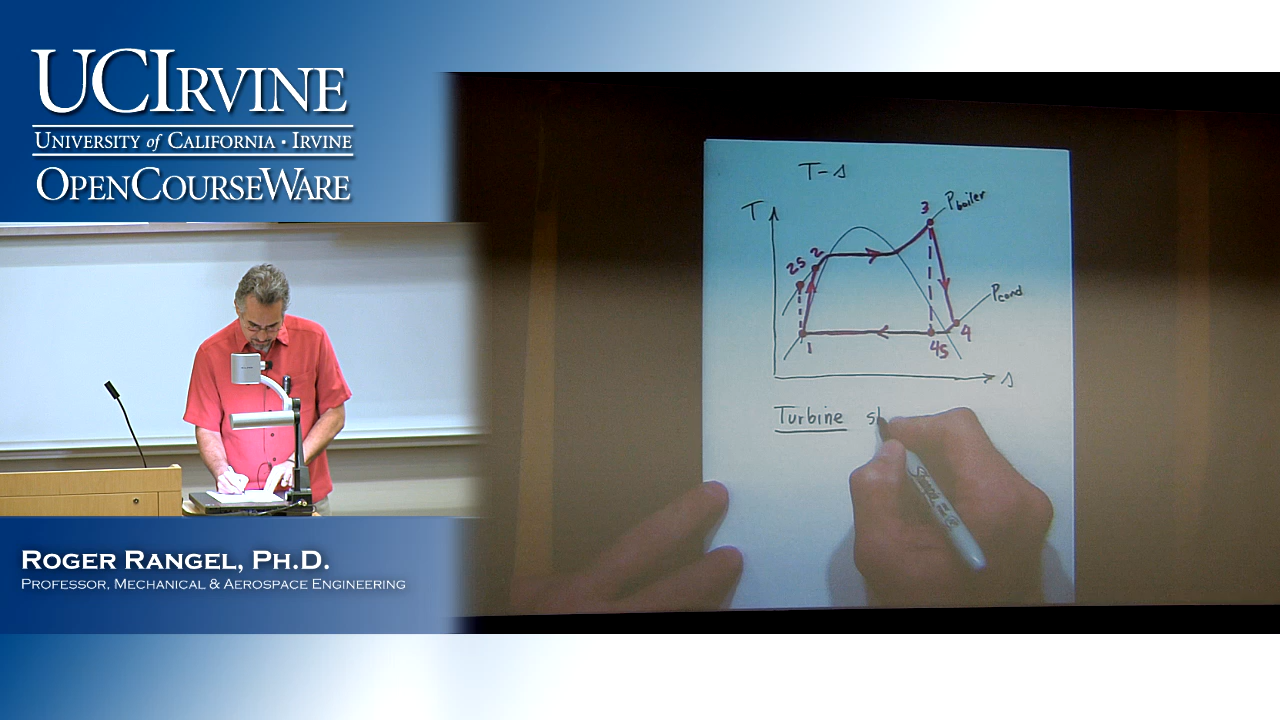 UCIRVINE
UNIVERSITY of CALIFORNIA · IRVINE
OPENCOURSEWARE
ROGER RANGEL, PH.D.
PROFESSOR, MECHANICAL & AEROSPACE ENGINEERING
T-s
T
3
Pboiler
2s
2
Pcond
1
4s
4
s
Turbine sh